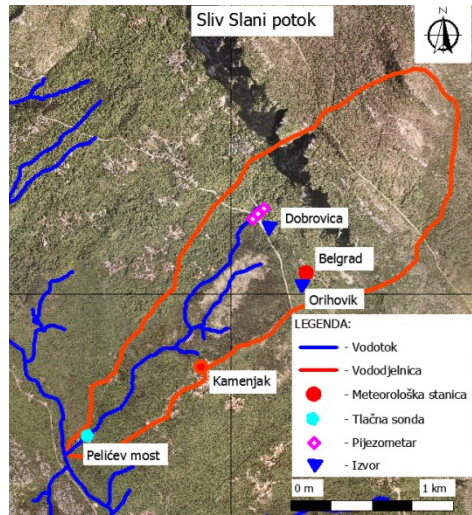 Sliv Slani potok
Dobrovica
Belgrad
Orihovik
Kamenjak
Pelićev most
LEGENDA:
- Vodotok
- Vododjelnica
- Meteorološka stanica
- Tlačna sonda
- Pijezometar
- Izvor
0 m 1 km